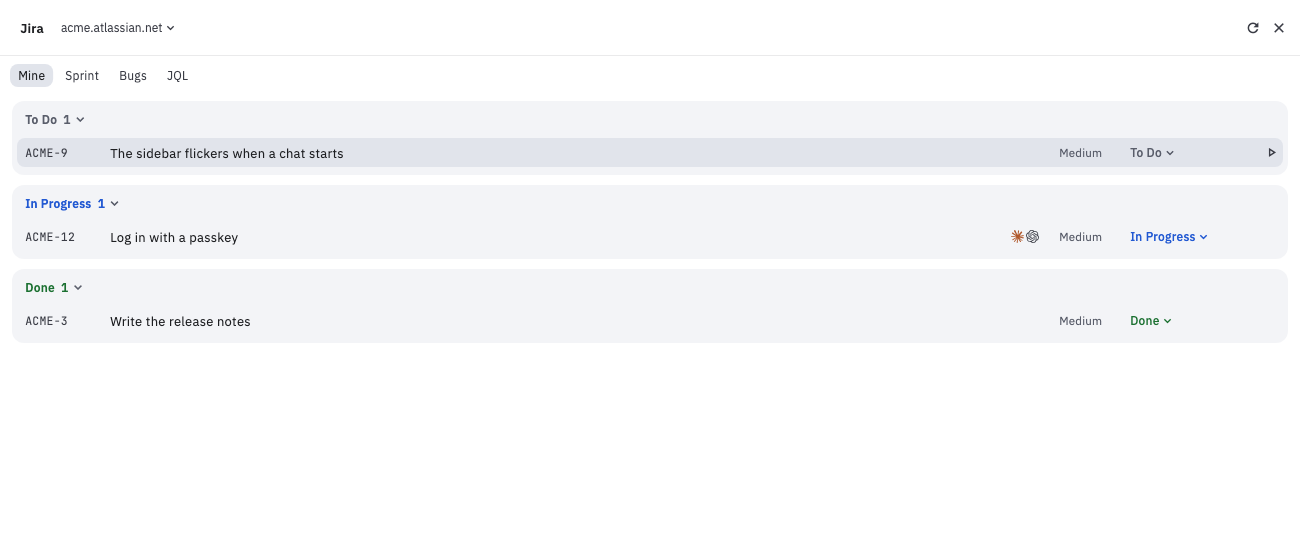 Jira acme.atlassian.net
Mine Sprint Bugs JQL
To Do 1
ACME-9 The sidebar flickers when a chat starts Medium To Do
In Progress 1
ACME-12 Log in with a passkey Medium In Progress
Done 1
ACME-3 Write the release notes Medium Done